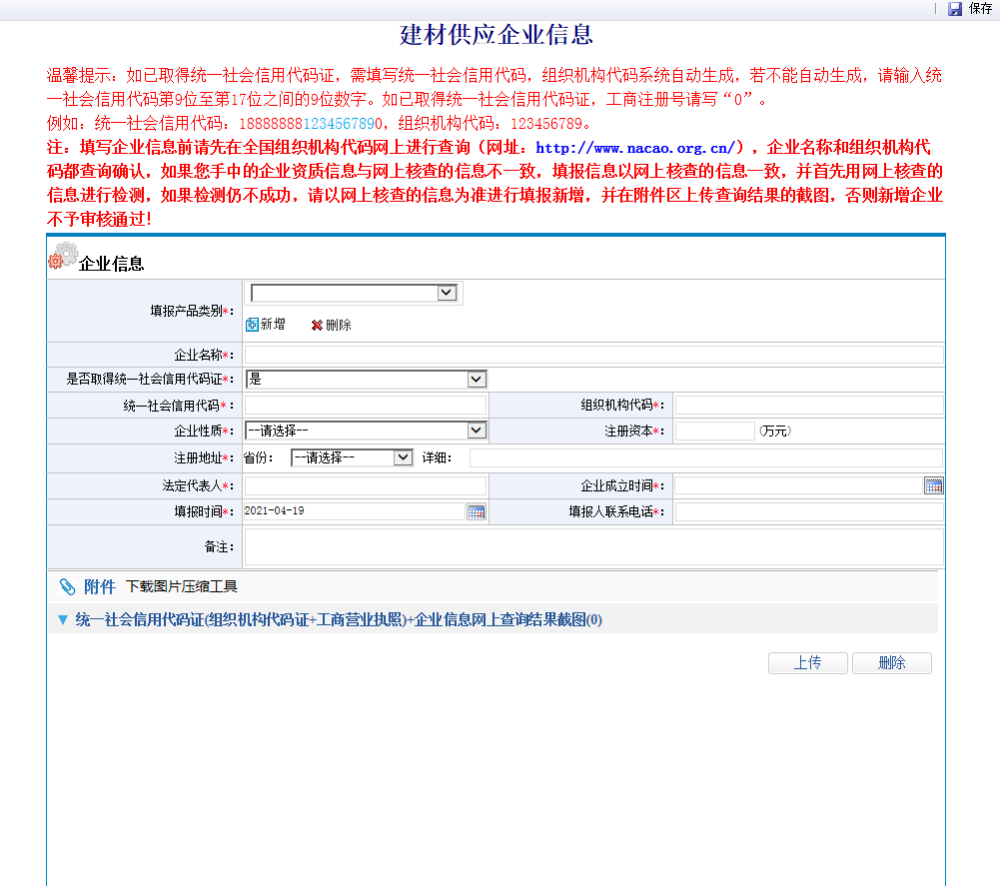 保存
建材供应企业信息
温馨提示：如已取得统一社会信用代码证，需填写统一社会信用代码，组织机构代码系统自动生成，若不能自动生成，请输入统
一社会信用代码第9位至第17位之间的9位数字。如已取得统一社会信用代码证，工商注册号请写“0”。
例如：统一社会信用代码：188888881234567890，组织机构代码：123456789。
注：填写企业信息前请先在全国组织机构代码网上进行查询（网址：http://www.nacao.org.cn/），企业名称和组织机构代
码都查询确认，如果您手中的企业资质信息与网上核查的信息不一致，填报信息以网上核查的信息一致，并首先用网上核查的
信息进行检测，如果检测仍不成功，请以网上核查的信息为准进行填报新增，并在附件区上传查询结果的截图，否则新增企业
不予审核通过！
企业信息
填报产品类别*：
新增 删除
企业名称*：
是否取得统一社会信用代码证*： 是
统一社会信用代码*： 组织机构代码*：
企业性质*： --请选择-- 注册资本*： (万元)
注册地址*： 省份： --请选择-- 详细：
法定代表人*： 企业成立时间*：
填报时间*： 2021-04-19 填报人联系电话*：
备注：
附件 下载图片压缩工具
▼ 统一社会信用代码证(组织机构代码证+工商营业执照)+企业信息网上查询结果截图(0)
上传 删除